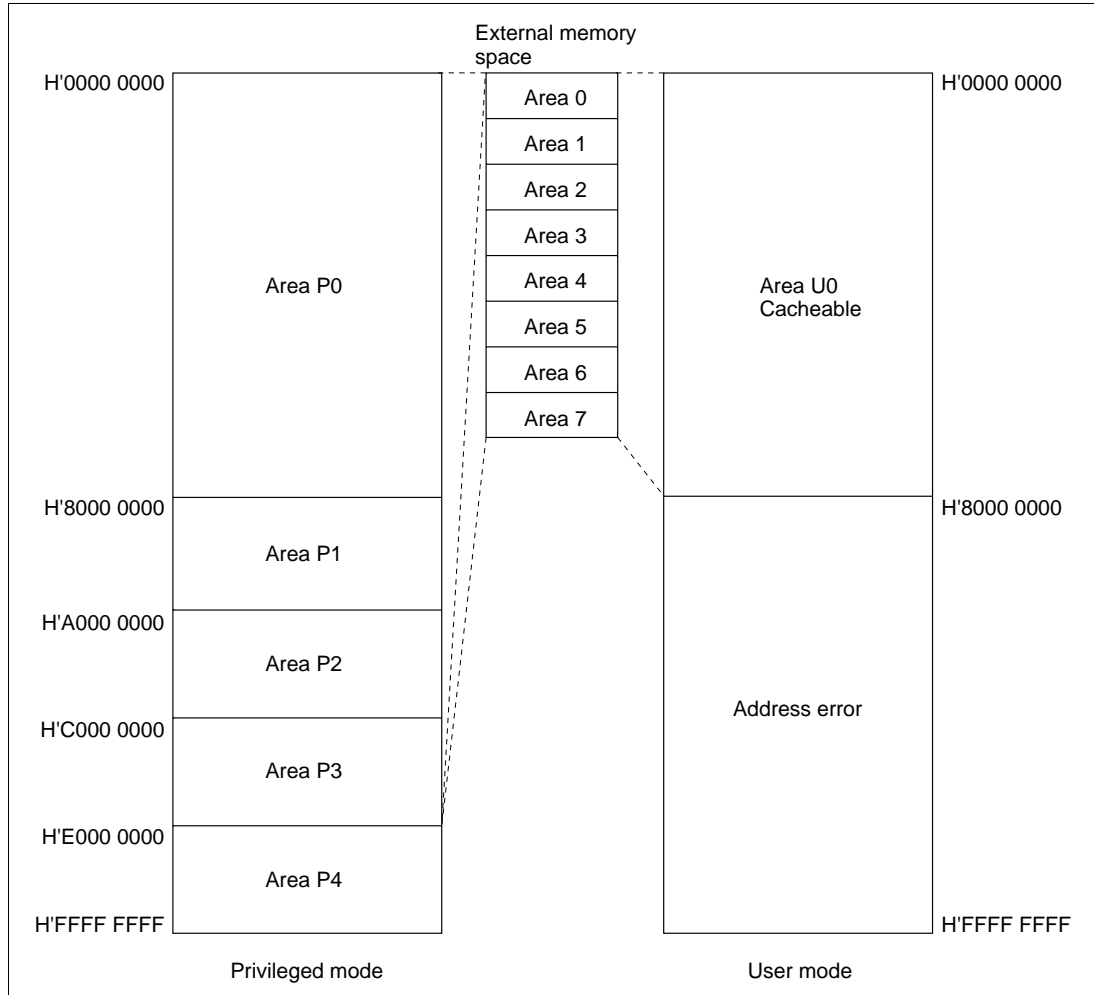 External memory
space
H'0000 0000
Area 0
H'0000 0000
Area 1
Area 2
Area 3
Area P0
Area 4
Area U0
Cacheable
Area 5
Area 6
Area 7
H'8000 0000
H'8000 0000
Area P1
H'A000 0000
Area P2
Address error
H'C000 0000
Area P3
H'E000 0000
Area P4
H'FFFF FFFF
H'FFFF FFFF
Privileged mode
User mode